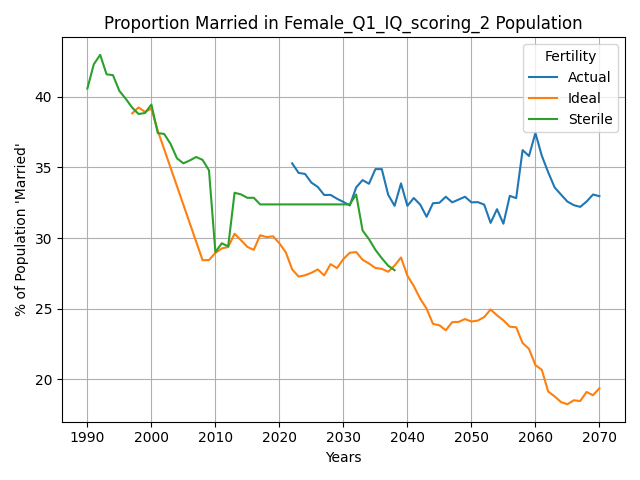 Proportion Married in Female_Q1_IQ_scoring_2 Population
Fertility
Actual
Ideal
Sterile
% of Population 'Married'
40
35
30
25
20
1990 2000 2010 2020 2030 2040 2050 2060 2070
Years